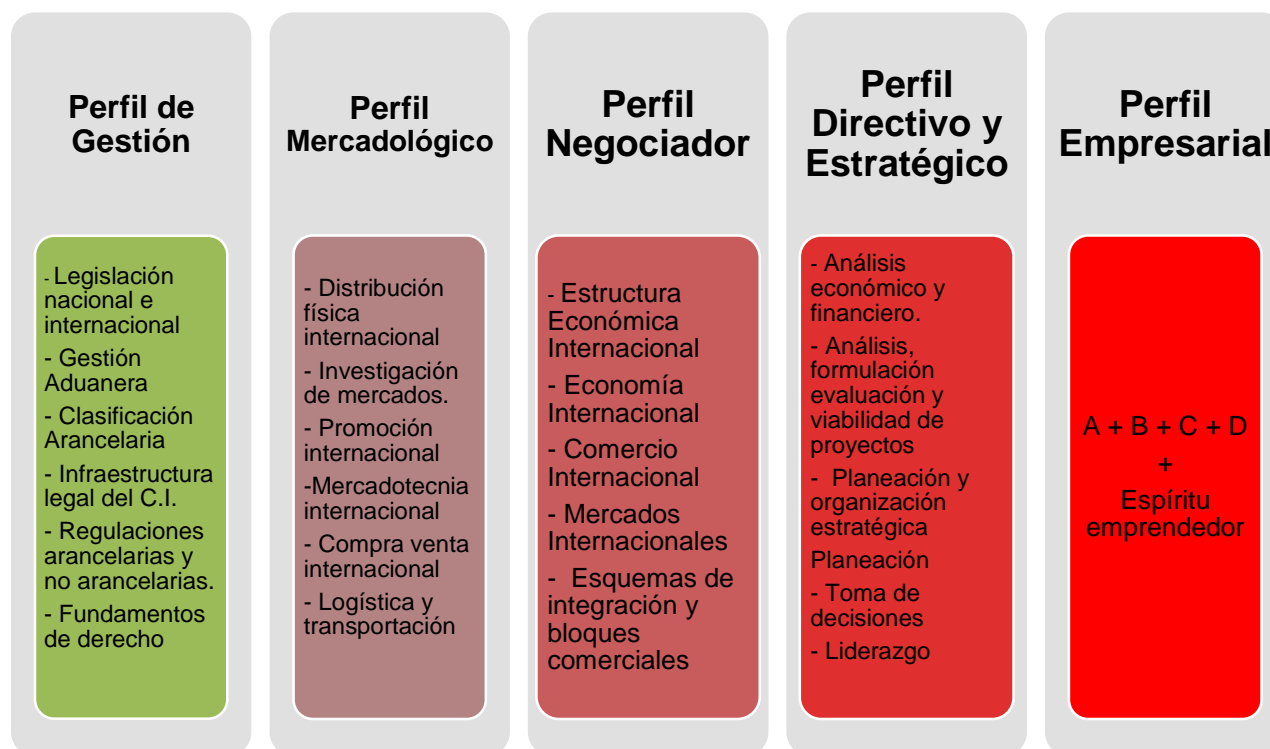 Perfil de
Gestión
- Legislación
nacional e
internacional
- Gestión
Aduanera
- Clasificación
Arancelaria
- Infraestructura
legal del C.I.
- Regulaciones
arancelarias y
no arancelarias.
- Fundamentos
de derecho
Perfil
Mercadológico
- Distribución
física
internacional
- Investigación
de mercados.
- Promoción
internacional
-Mercadotecnia
internacional
- Compra venta
internacional
- Logística y
transportación
Perfil
Negociador
- Estructura
Económica
Internacional
- Economía
Internacional
- Comercio
Internacional
- Mercados
Internacionales
- Esquemas de
integración y
bloques
comerciales
Perfil
Directivo y
Estratégico
- Análisis
económico y
financiero.
- Análisis,
formulación
evaluación y
viabilidad de
proyectos
- Planeación y
organización
estratégica
Planeación
- Toma de
decisiones
- Liderazgo
Perfil
Empresarial
A + B + C + D
+
Espíritu
emprendedor